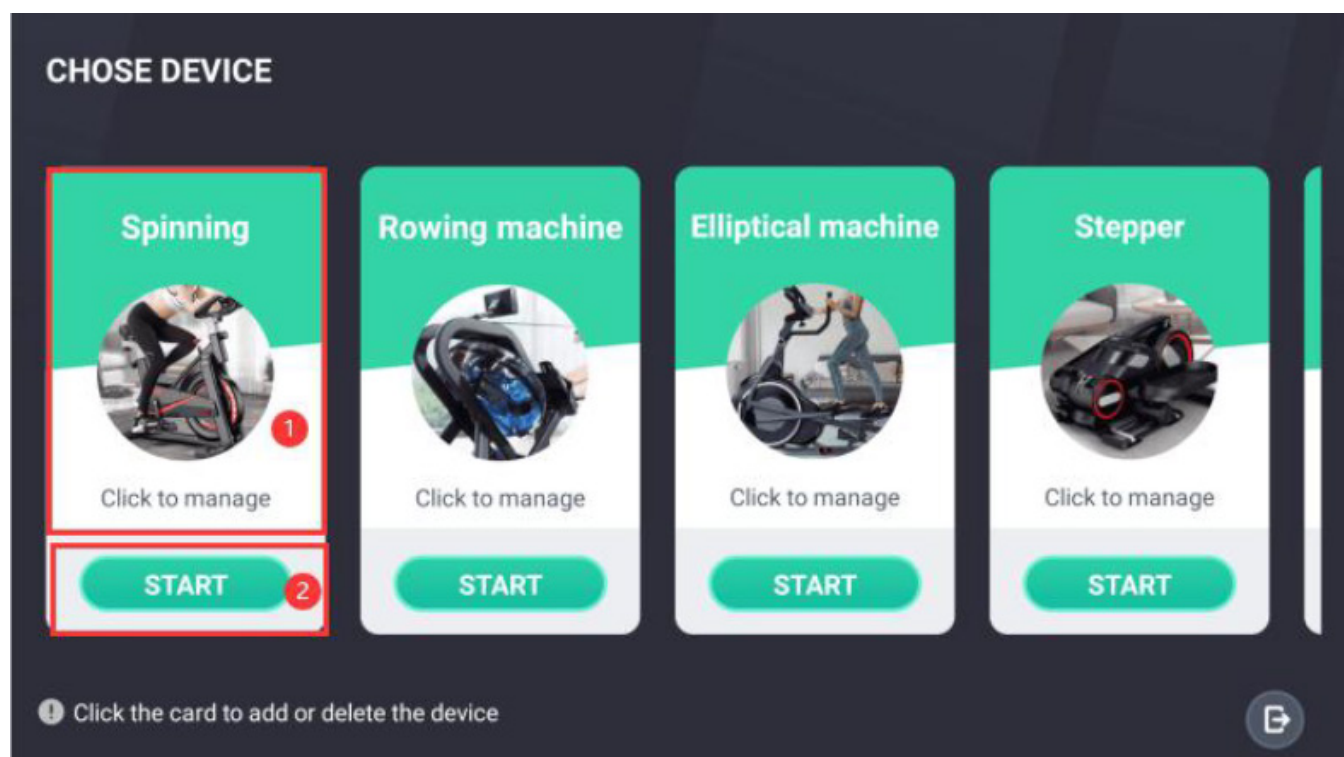 CHOSE DEVICE
Spinning
1
Click to manage
START
2
Rowing machine
Click to manage
START
Elliptical machine
Click to manage
START
Stepper
Click to manage
START
Click the card to add or delete the device